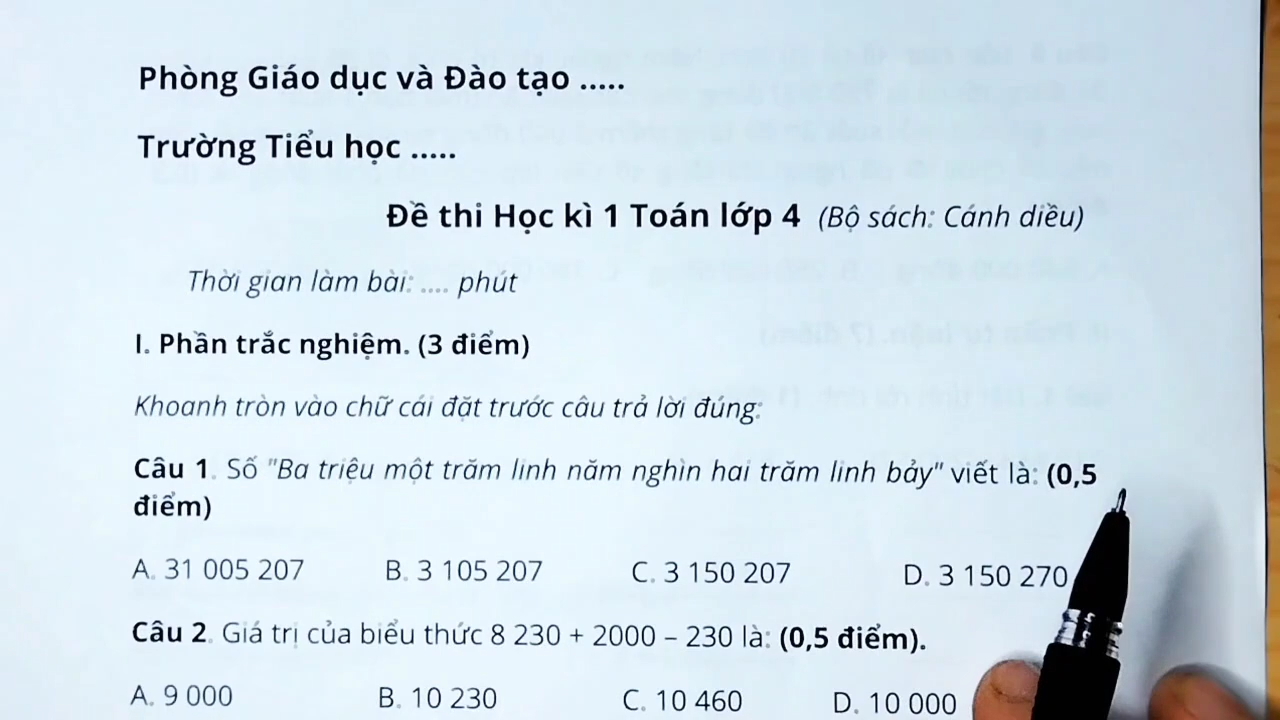 Phòng Giáo dục và Đào tạo .....
Trường Tiểu học .....
Đề thi Học kì 1 Toán lớp 4 (Bộ sách: Cánh diều)
Thời gian làm bài: .... phút
I. Phần trắc nghiệm. (3 điểm)
Khoanh tròn vào chữ cái đặt trước câu trả lời đúng:
Câu 1. Số "Ba triệu một trăm linh năm nghìn hai trăm linh bảy" viết là: (0,5
điểm)
A. 31 005 207 B. 3 105 207 C. 3 150 207 D. 3 150 270
Câu 2. Giá trị của biểu thức 8 230 + 2000 – 230 là: (0,5 điểm).
A. 9 000 B. 10 230 C. 10 460 D. 10 000